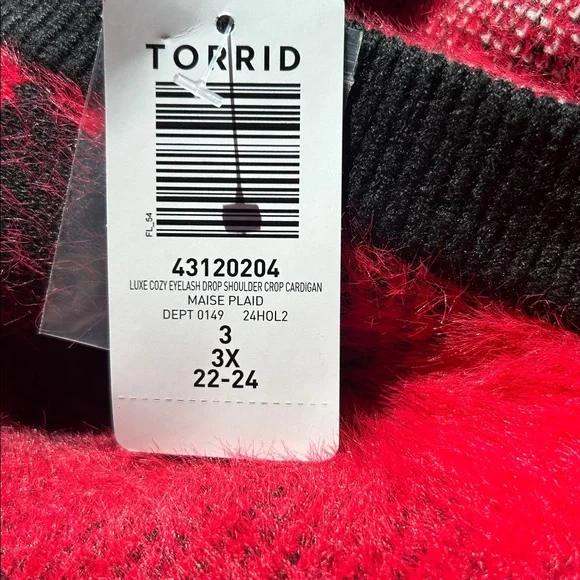 TORRID
FL_54
43120204
LUXE COZY EYELASH DROP SHOULDER CROP CARDIGAN
MAISE PLAID
DEPT 0149 24HOL2
3
3X
22-24